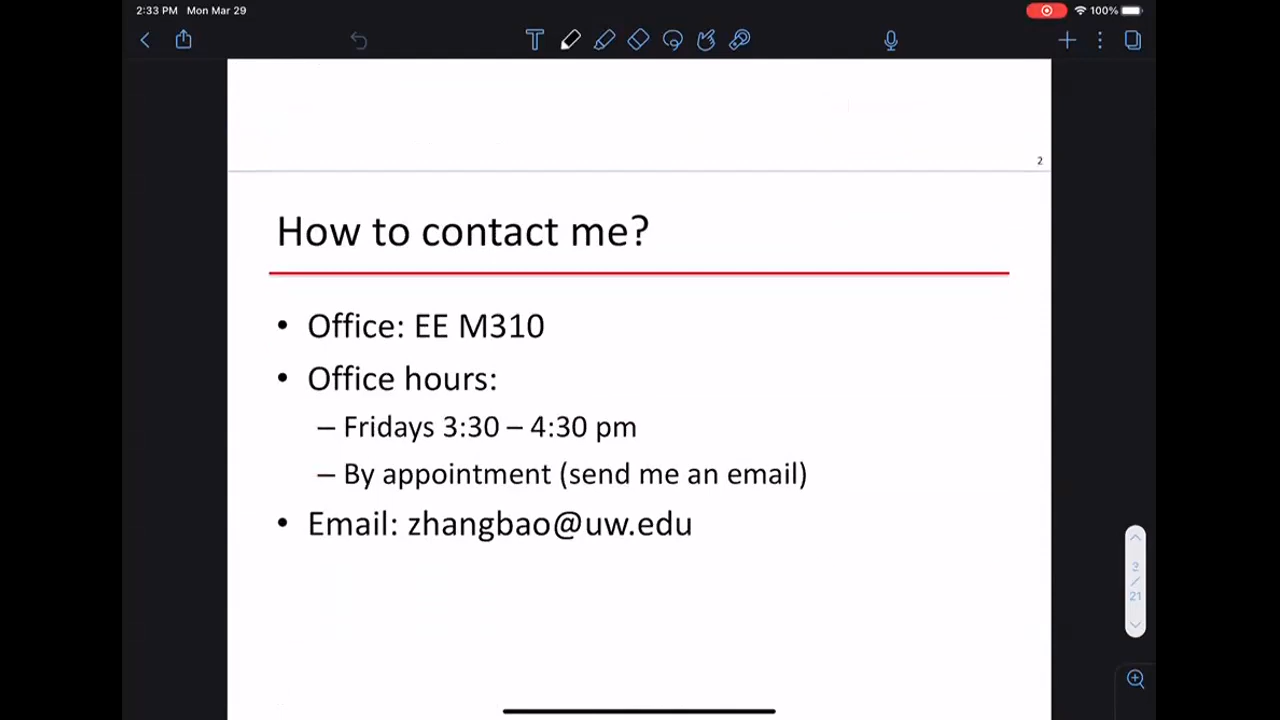 2:33 PM Mon Mar 29
100%
2
How to contact me?
• Office: EE M310
• Office hours:
– Fridays 3:30 – 4:30 pm
– By appointment (send me an email)
• Email: zhangbao@uw.edu
3
/
21